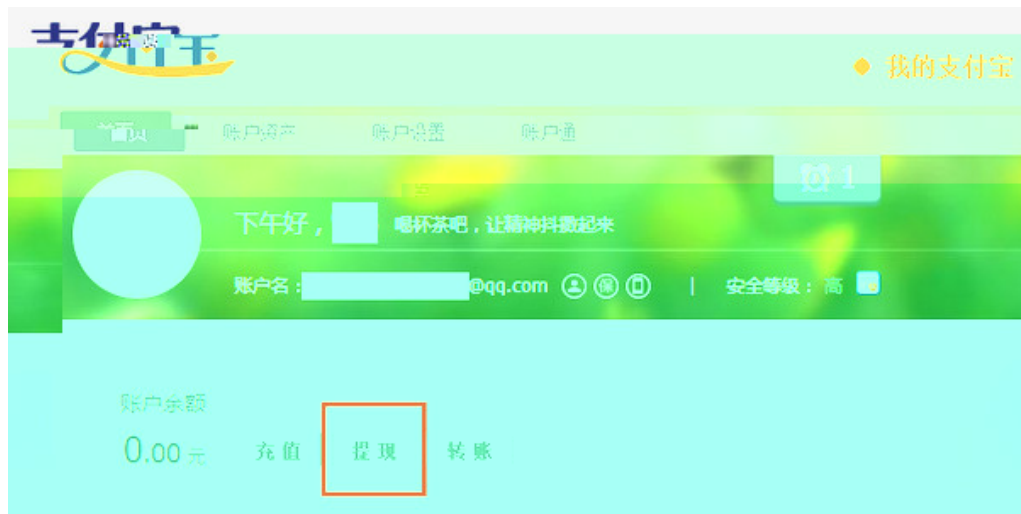 支付宝
我的支付宝
首页 账户资产 账户设置 账户通
1
下午好， 喝杯茶吧，让精神抖擞起来
账户名： @qq.com 保 | 安全等级： 高
账户余额
0.00 元 充值 提现 转账